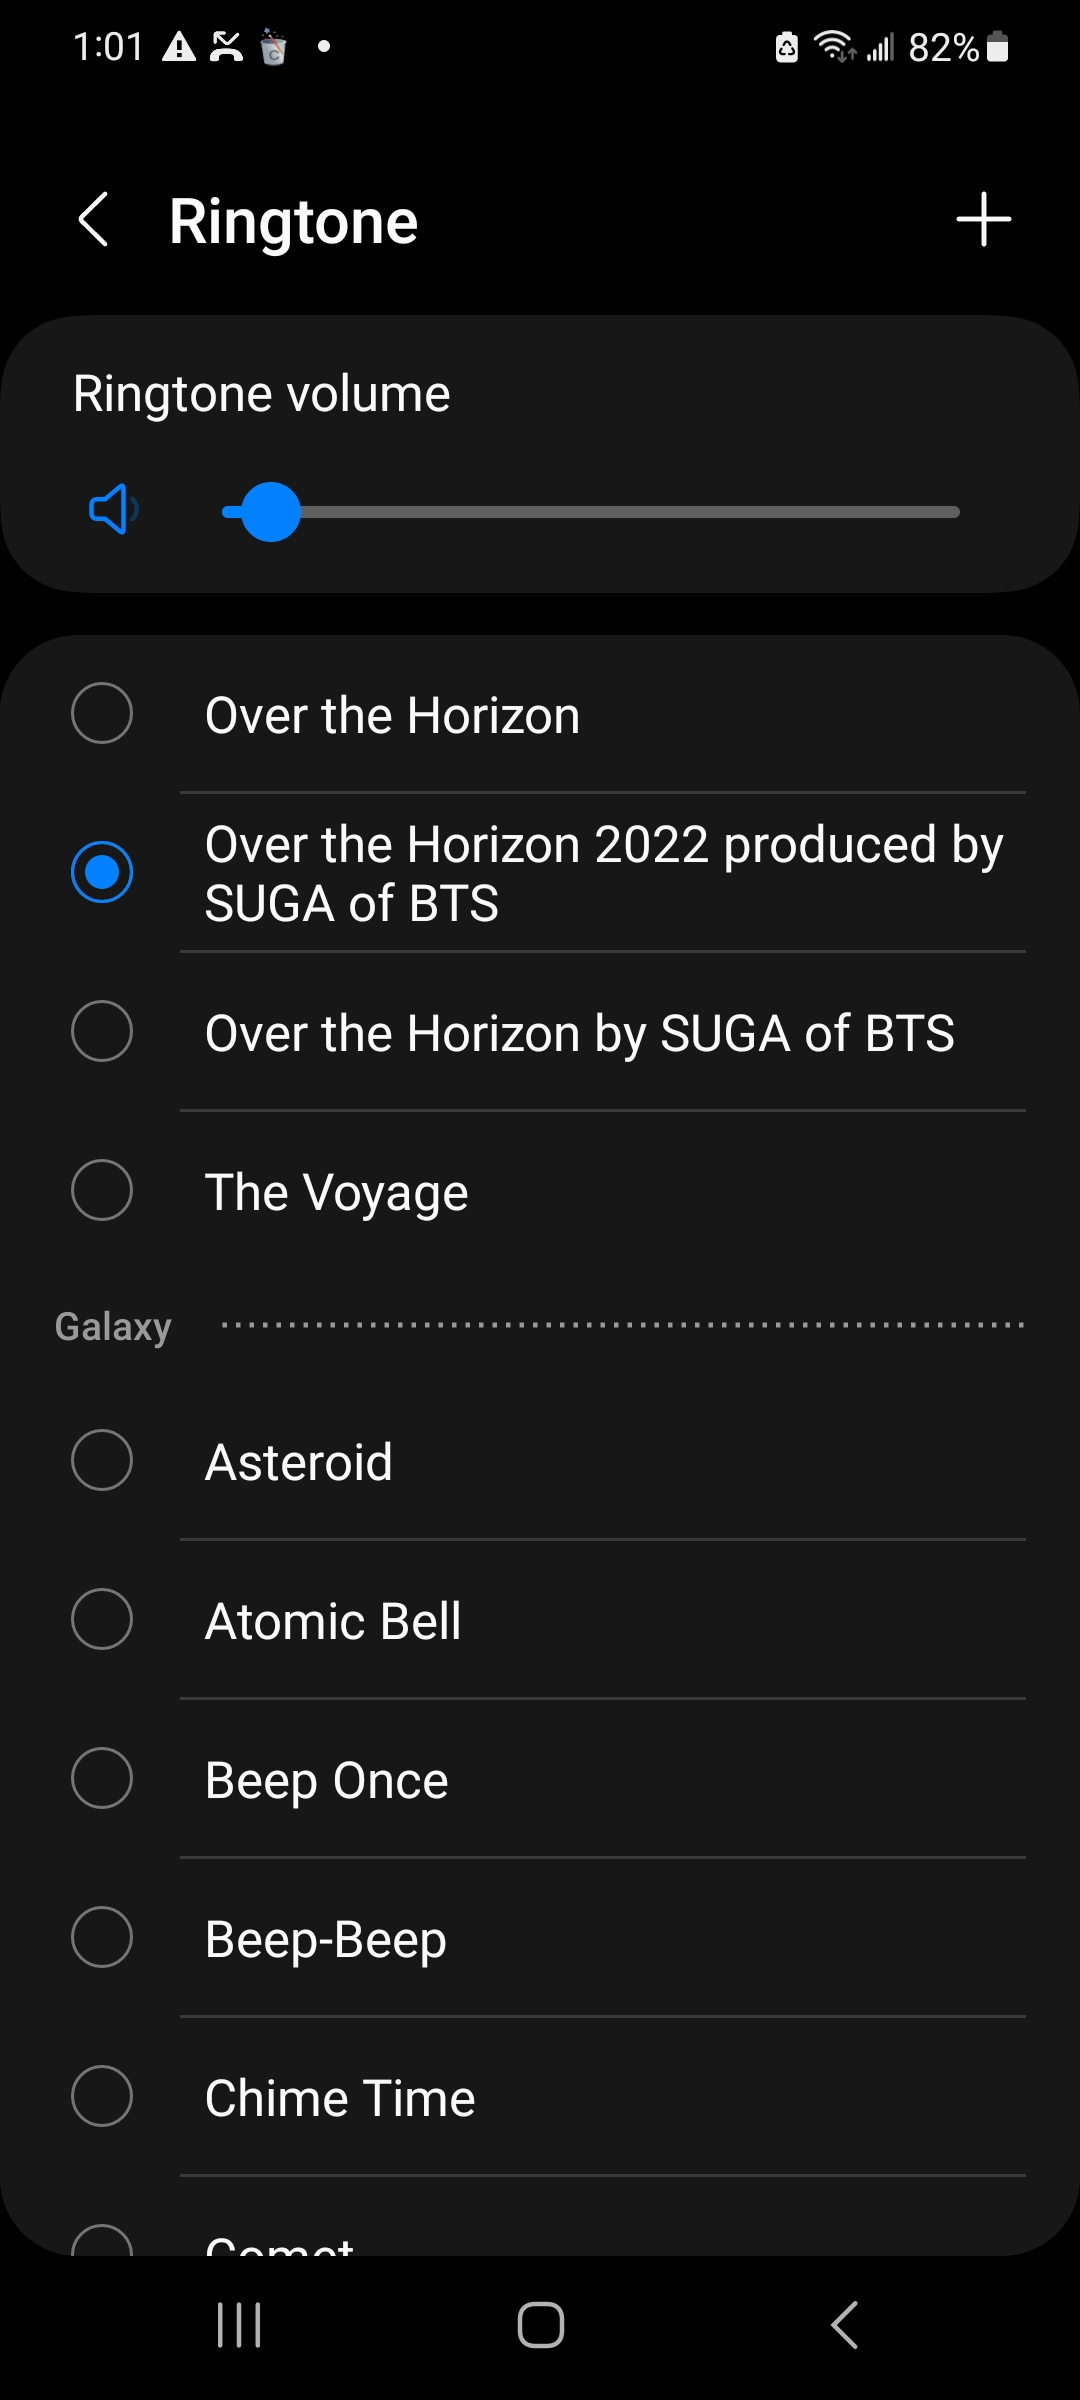 1:01
82%
Ringtone
Ringtone volume
Over the Horizon
Over the Horizon 2022 produced by
SUGA of BTS
Over the Horizon by SUGA of BTS
The Voyage
Galaxy
Asteroid
Atomic Bell
Beep Once
Beep-Beep
Chime Time
Comet